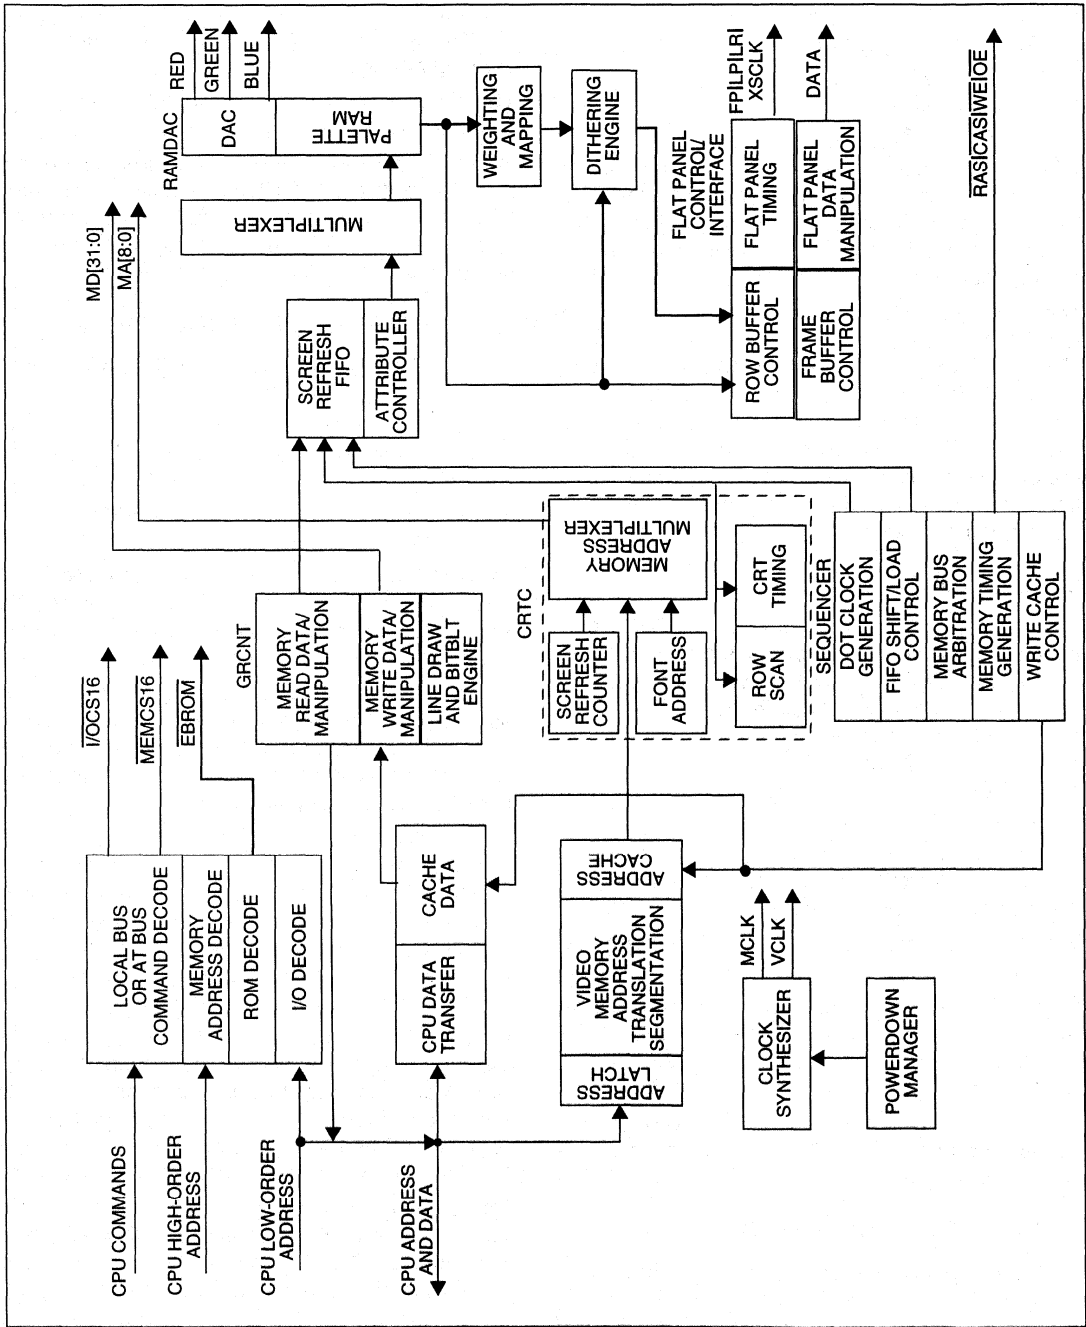 CPU COMMANDS
CPU HIGH-ORDER
ADDRESS
CPU LOW-ORDER
ADDRESS
CPU ADDRESS
AND DATA
LOCAL BUS
OR AT BUS
COMMAND DECODE
MEMORY
ADDRESS DECODE
ROM DECODE
I/O DECODE
I/OCS16
MEMCS16
EBROM
CPU DATA
TRANSFER
CACHE
DATA
ADDRESS
LATCH
VIDEO
MEMORY
ADDRESS
TRANSLATION
SEGMENTATION
ADDRESS
CACHE
CLOCK
SYNTHESIZER
MCLK
VCLK
POWERDOWN
MANAGER
GRCNT
MEMORY
READ DATA/
MANIPULATION
MEMORY
WRITE DATA/
MANIPULATION
LINE DRAW
AND BITBLT
ENGINE
CRTC
SCREEN
REFRESH
COUNTER
FONT
ADDRESS
MEMORY
ADDRESS
MULTIPLEXER
ROW
SCAN
CRT
TIMING
SEQUENCER
DOT CLOCK
GENERATION
FIFO SHIFT/LOAD
CONTROL
MEMORY BUS
ARBITRATION
MEMORY TIMING
GENERATION
WRITE CACHE
CONTROL
MD[31:0]
MA[8:0]
SCREEN
REFRESH
FIFO
ATTRIBUTE
CONTROLLER
MULTIPLEXER
RAMDAC
DAC
PALETTE
RAM
RED
GREEN
BLUE
WEIGHTING
AND
MAPPING
DITHERING
ENGINE
FLAT PANEL
CONTROL/
INTERFACE
ROW BUFFER
CONTROL
FLAT PANEL
TIMING
FRAME
BUFFER
CONTROL
FLAT PANEL
DATA
MANIPULATION
FPILPILRI
XSCLK
DATA
RASICASIWEIOE